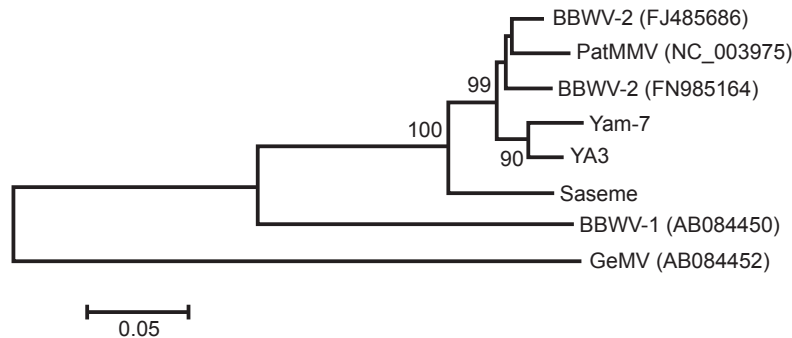 BBWV-2 (FJ485686)
PatMMV (NC_003975)
99
BBWV-2 (FN985164)
100
Yam-7
90
YA3
Saseme
BBWV-1 (AB084450)
GeMV (AB084452)
0.05